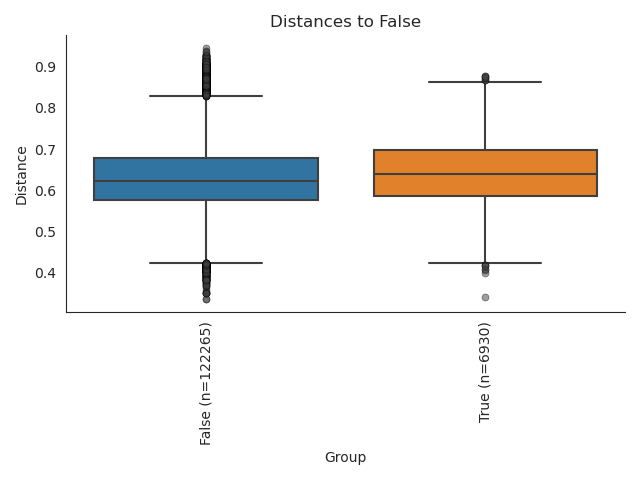 Distances to False
Distance
0.9
0.8
0.7
0.6
0.5
0.4
False (n=122265)
True (n=6930)
Group